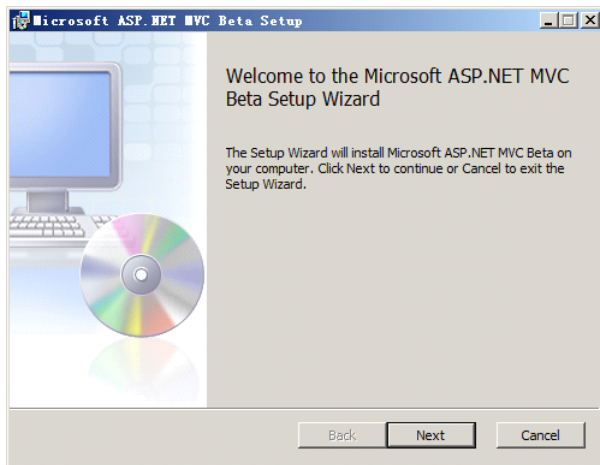 Microsoft ASP.NET MVC Beta Setup
Welcome to the Microsoft ASP.NET MVC
Beta Setup Wizard
The Setup Wizard will install Microsoft ASP.NET MVC Beta on
your computer. Click Next to continue or Cancel to exit the
Setup Wizard.
Back Next Cancel